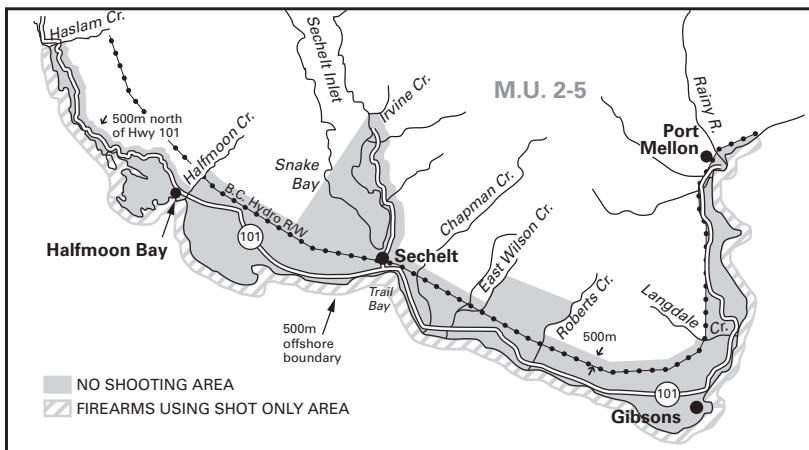 Haslam Cr.
500m north
of Hwy 101
Halfmoon Cr.
Halfmoon Bay
101
B.C. Hydro R/W
Sechelt Inlet
Snake
Bay
Irvine Cr.
M.U. 2-5
Rainy R.
Port
Mellon
Chapman Cr.
East Wilson Cr.
Sechelt
Trail
Bay
500m
offshore
boundary
Roberts Cr.
500m
Langdale
Cr.
101
Gibsons
NO SHOOTING AREA
FIREARMS USING SHOT ONLY AREA